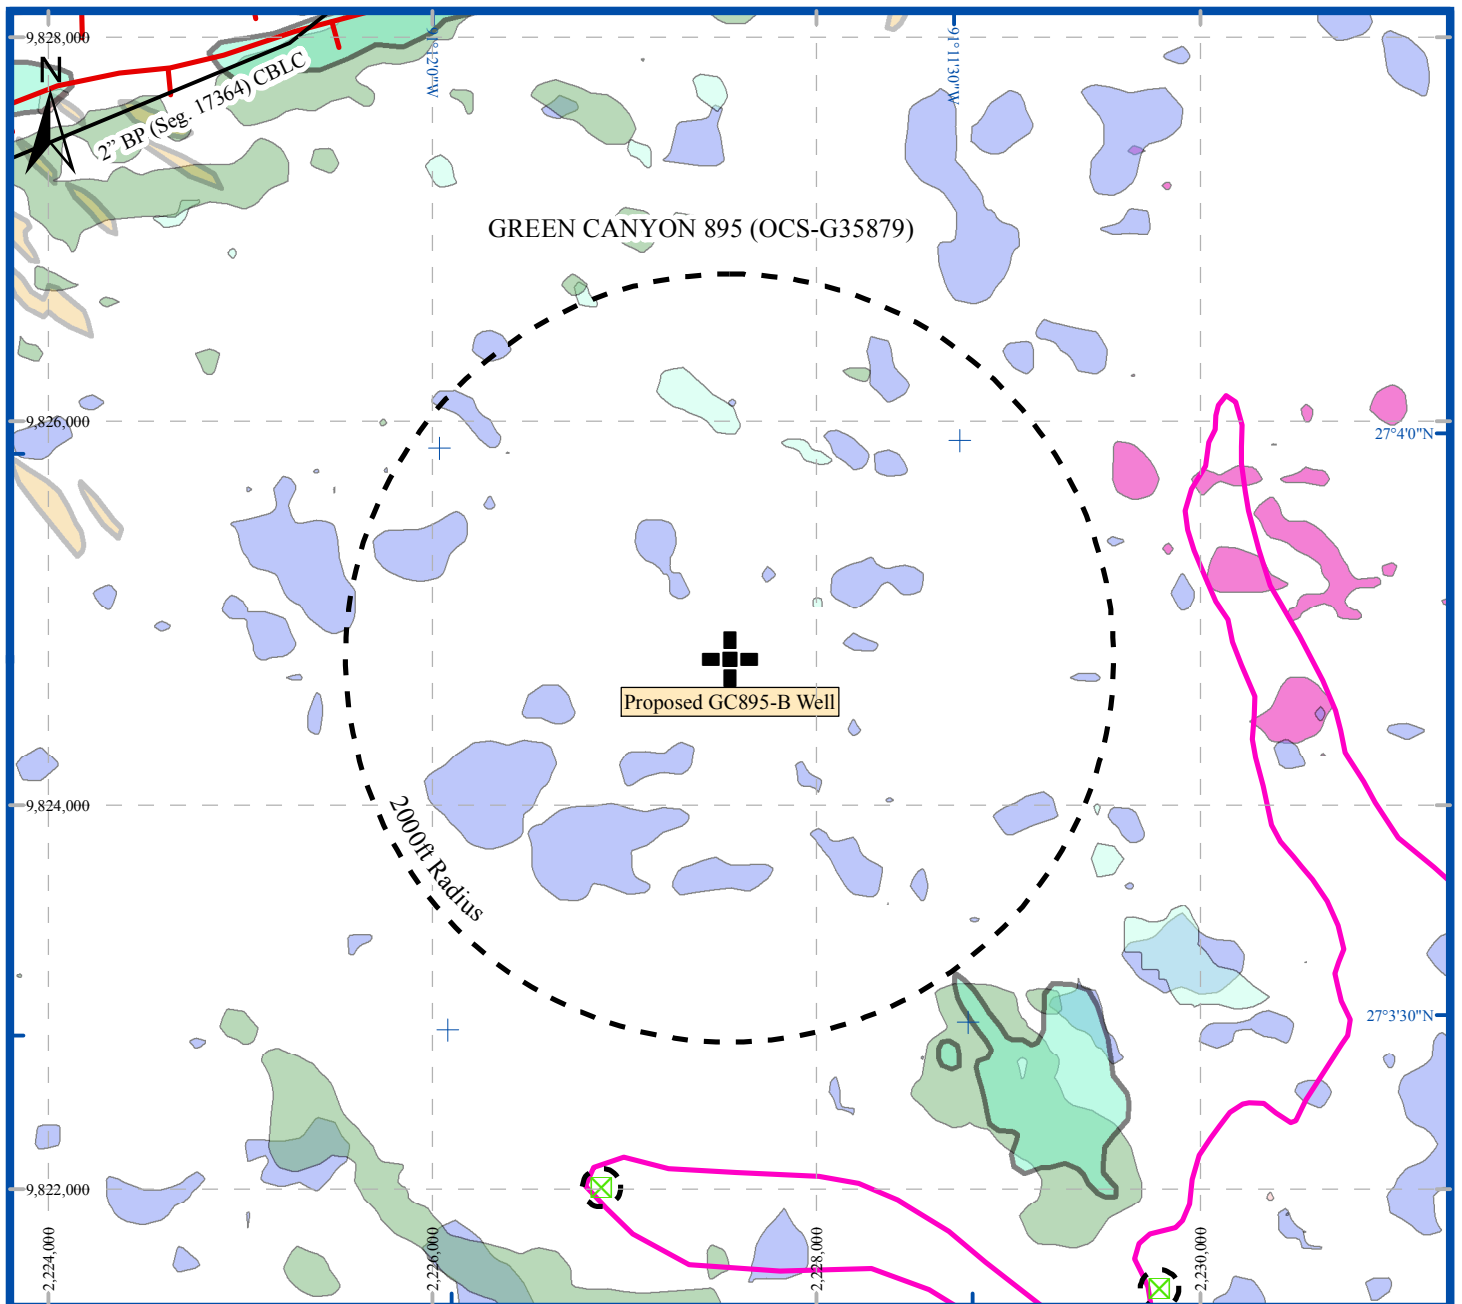 9,828,000
N
2” BP (Seg. 17364) CBLC
91°12'0"W
91°11'30"W
GREEN CANYON 895 (OCS-G35879)
9,826,000
27°4'0"N
Proposed GC895-B Well
9,824,000
2000ft Radius
27°3'30"N
9,822,000
2,224,000
2,226,000
2,228,000
2,230,000